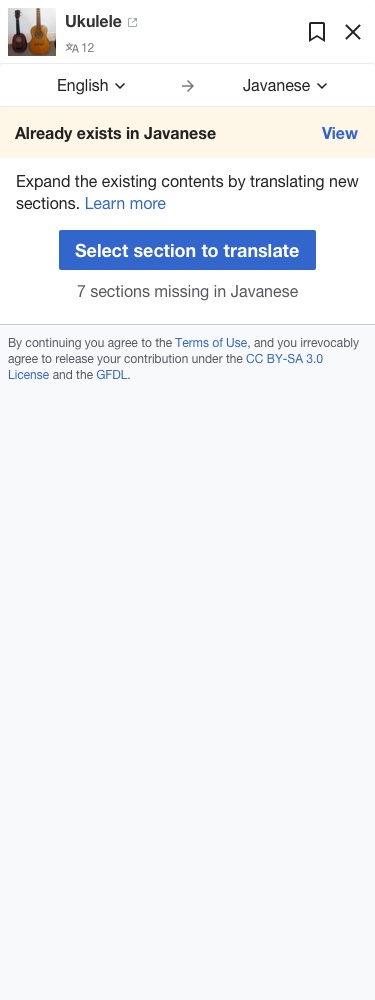 Ukulele
12
English
Javanese
Already exists in Javanese View
Expand the existing contents by translating new
sections. Learn more
Select section to translate
7 sections missing in Javanese
By continuing you agree to the Terms of Use, and you irrevocably
agree to release your contribution under the CC BY-SA 3.0
License and the GFDL.